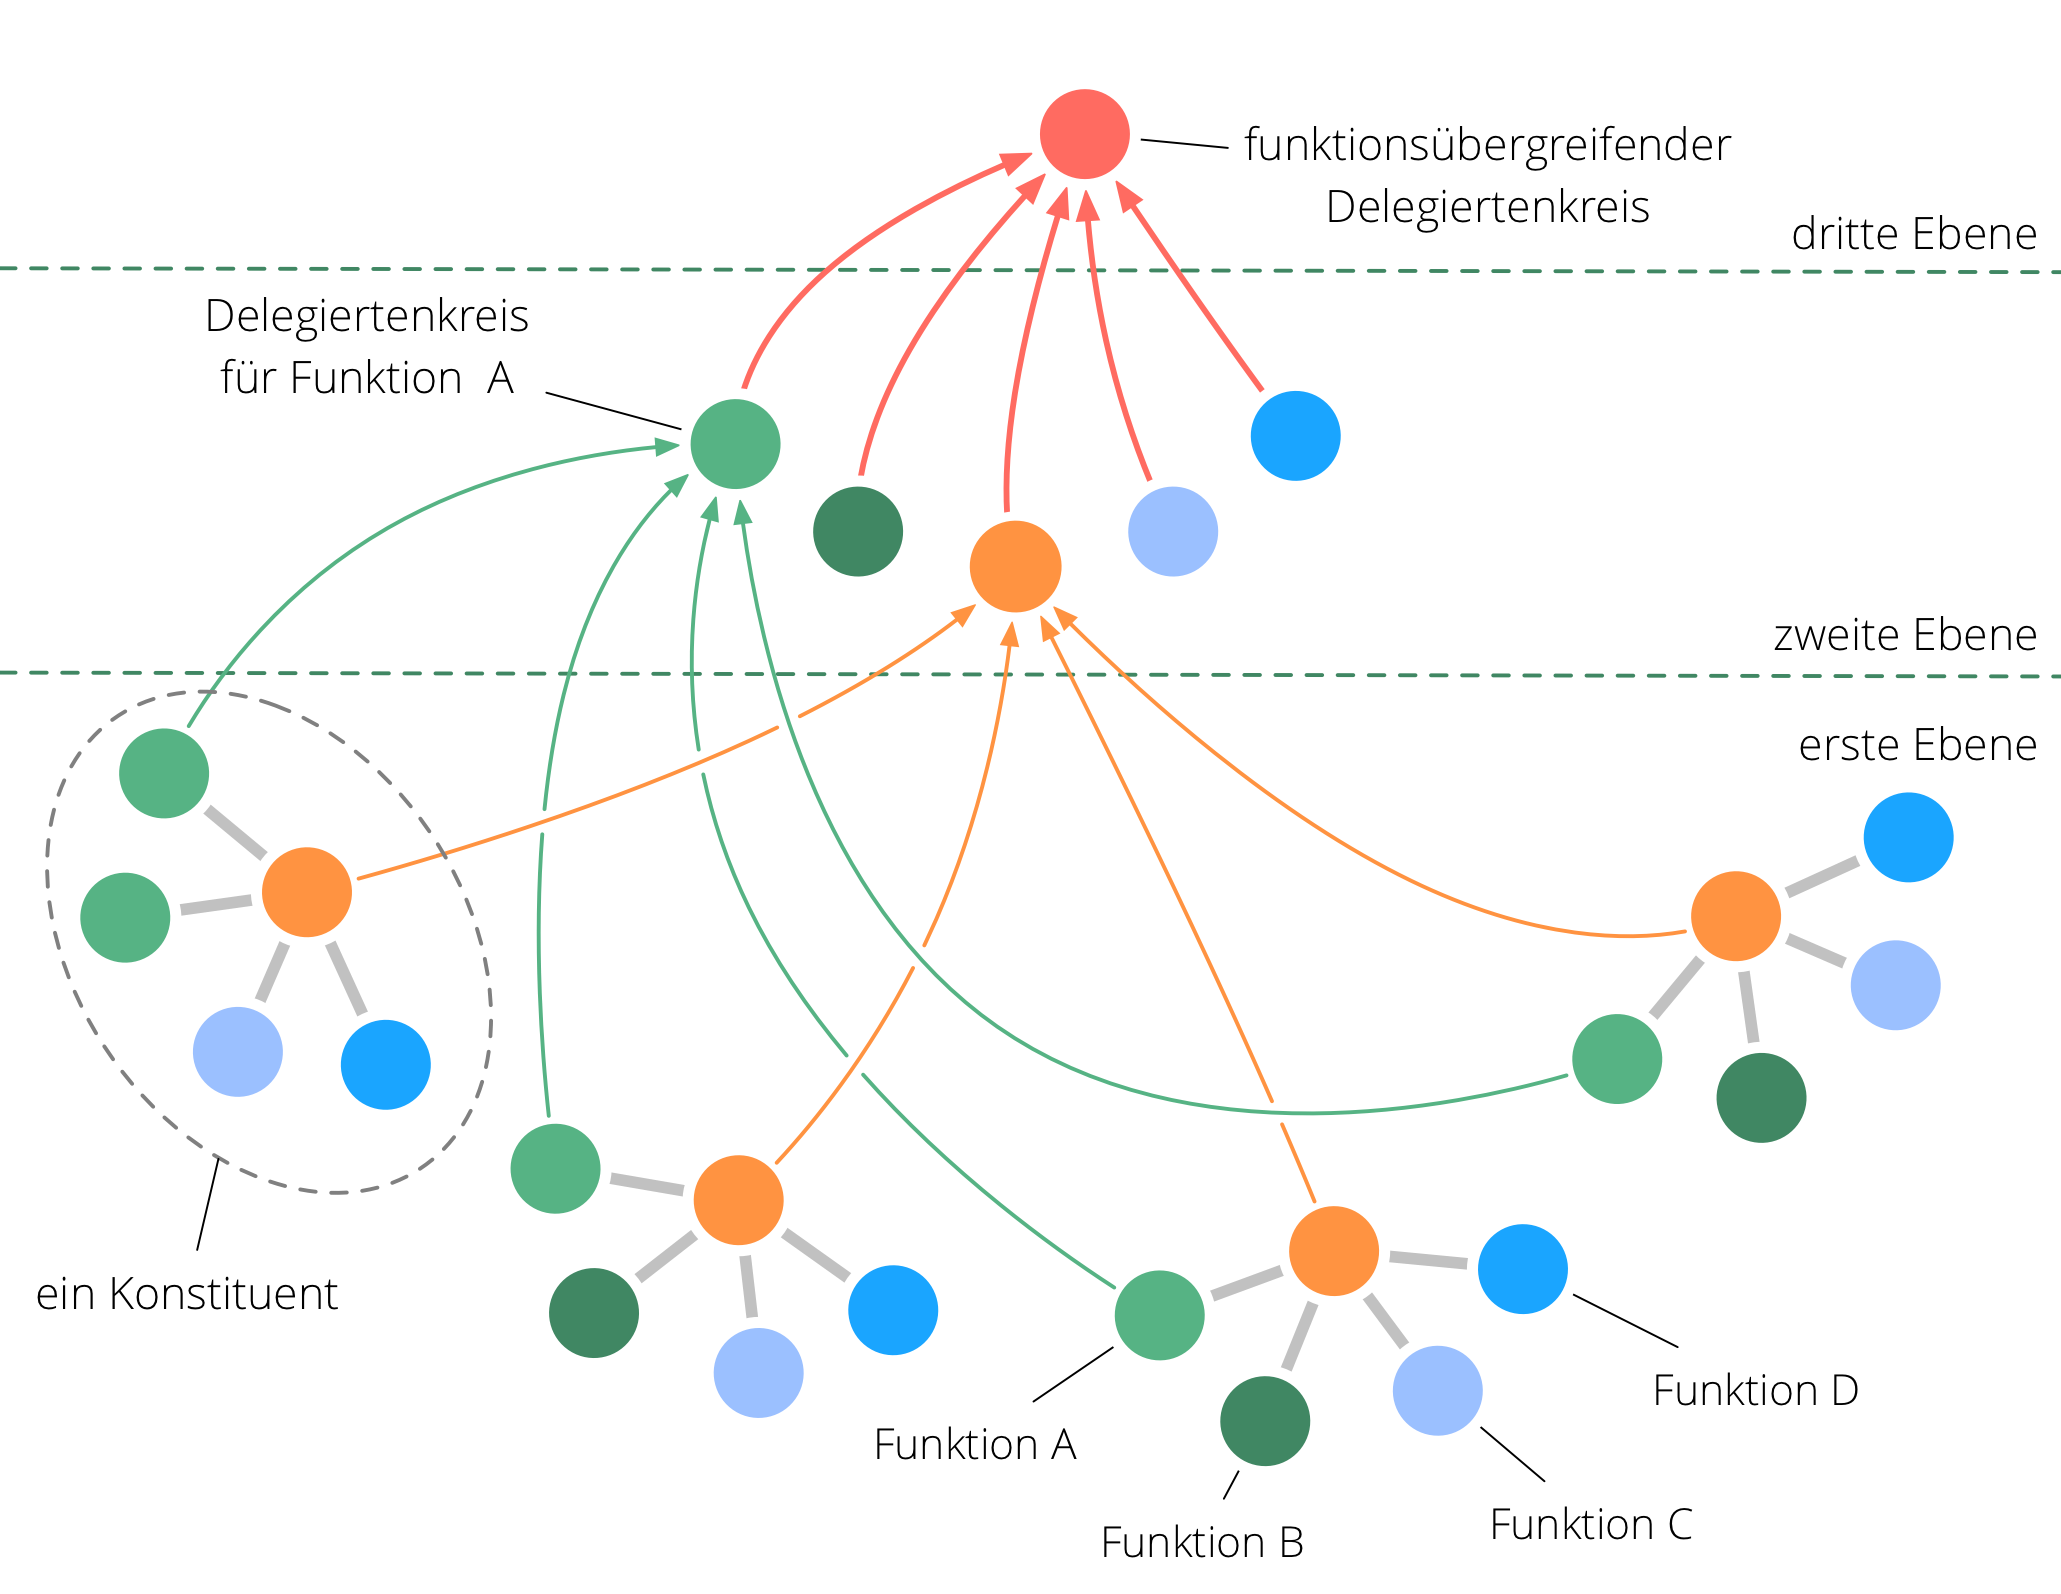 funktionsübergreifender
Delegiertenkreis
dritte Ebene
Delegiertenkreis
für Funktion A
zweite Ebene
erste Ebene
ein Konstituent
Funktion D
Funktion A
Funktion C
Funktion B